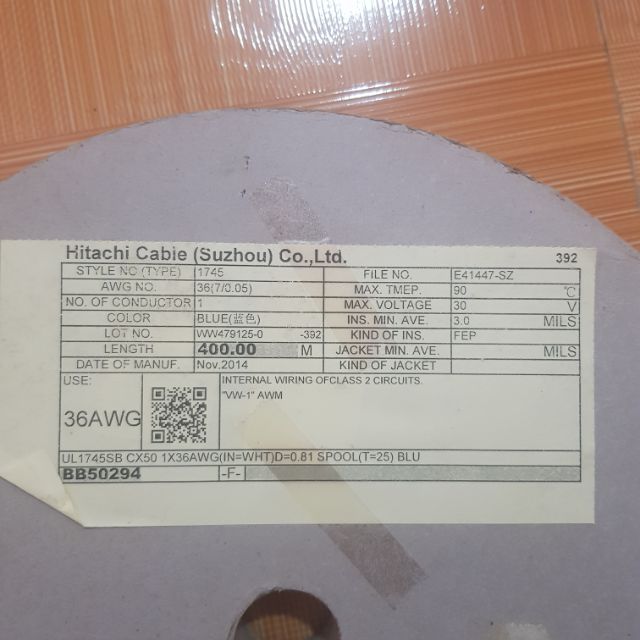 Hitachi Cable (Suzhou) Co.,Ltd. 392
STYLE NO (TYPE) 1745 FILE NO. E41447-SZ
AWG NO. 36(7/0.05) MAX. TMEP. 90 ℃
NO. OF CONDUCTOR 1 MAX. VOLTAGE 30 V
COLOR BLUE(蓝色) INS. MIN. AVE. 3.0 MILS
LOT NO. WW479125-0 -392 KIND OF INS. FEP
LENGTH 400.00 M JACKET MIN. AVE. MILS
DATE OF MANUF. Nov.2014 KIND OF JACKET
USE: INTERNAL WIRING OFCLASS 2 CIRCUITS.
"VW-1" AWM
36AWG
UL1745SB CX50 1X36AWG(IN=WHT)D=0.81 SPOOL(T=25) BLU
BB50294 -F-